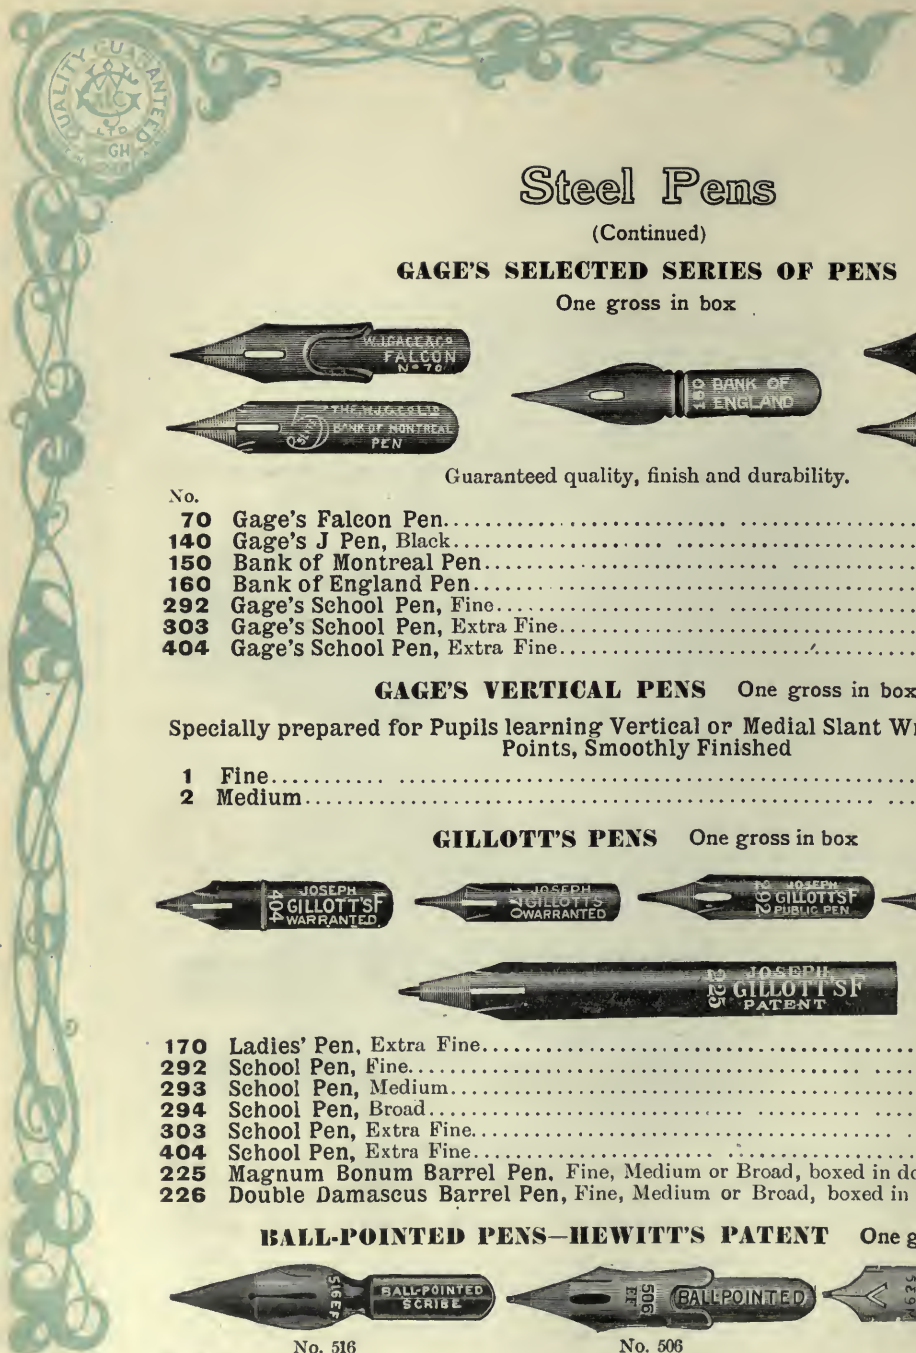 QUALITY GUARANTEED
LTD
Steel Pens
(Continued)
GAGE'S SELECTED SERIES OF PENS
One gross in box
W.J.GAGE & Co
FALCON
No 70
BANK OF MONTREAL
PEN
160 BANK OF
ENGLAND
Guaranteed quality, finish and durability.
No.
70 Gage's Falcon Pen
140 Gage's J Pen, Black
150 Bank of Montreal Pen
160 Bank of England Pen
292 Gage's School Pen, Fine
303 Gage's School Pen, Extra Fine
404 Gage's School Pen, Extra Fine
GAGE'S VERTICAL PENS One gross in box
Specially prepared for Pupils learning Vertical or Medial Slant
Points, Smoothly Finished
1 Fine
2 Medium
GILLOTT'S PENS One gross in box
404 JOSEPH
GILLOTT'S F
WARRANTED
170 JOSEPH
GILLOTT'S
WARRANTED
292 JOSEPH
GILLOTT'S F
PUBLIC PEN
225 JOSEPH
GILLOTT'S F
PATENT
170 Ladies' Pen, Extra Fine
292 School Pen, Fine
293 School Pen, Medium
294 School Pen, Broad
303 School Pen, Extra Fine
404 School Pen, Extra Fine
225 Magnum Bonum Barrel Pen, Fine, Medium or Broad, boxed in
226 Double Damascus Barrel Pen, Fine, Medium or Broad, boxed in
BALL-POINTED PENS—HEWITT'S PATENT One
516 EF BALL-POINTED
SCRIBE
506 EF BALL-POINTED
No. 516 No. 506